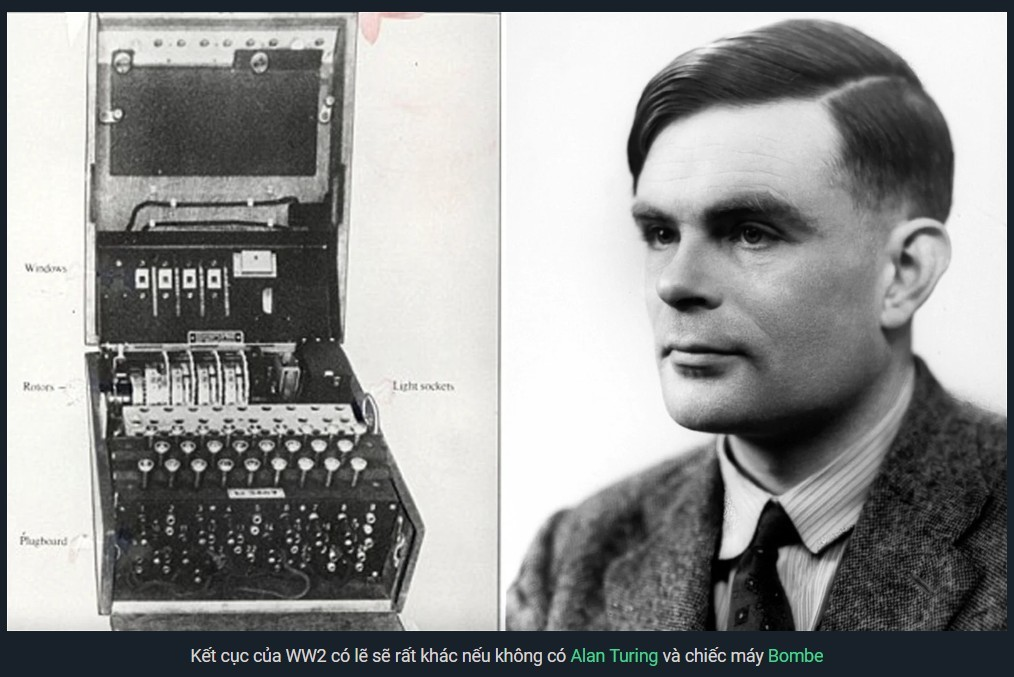 Windows
Rotors
Light sockets
Plugboard
Kết cục của WW2 có lẽ sẽ rất khác nếu không có Alan Turing và chiếc máy Bombe